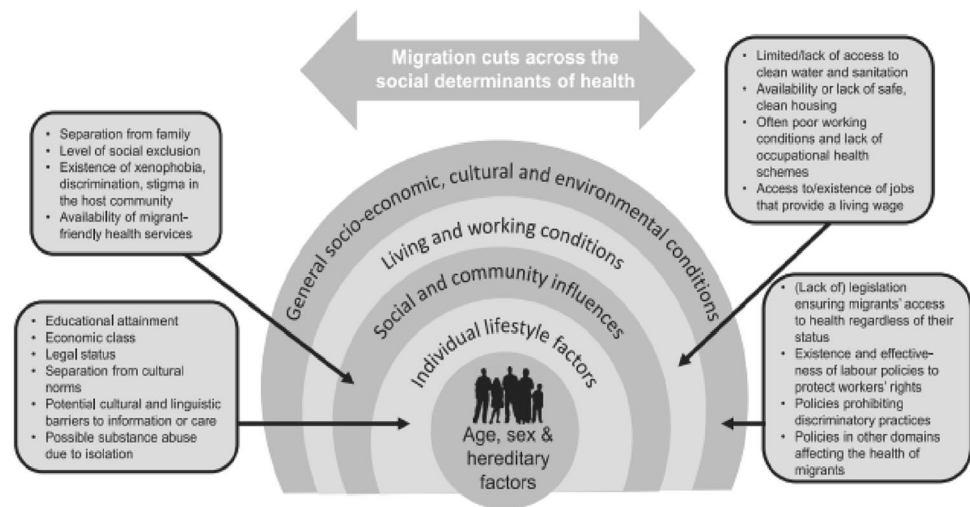 Migration cuts across the
social determinants of health
• Separation from family
• Level of social exclusion
• Existence of xenophobia,
discrimination, stigma in
the host community
• Availability of migrant-
friendly health services
• Limited/lack of access to
clean water and sanitation
• Availability or lack of safe,
clean housing
• Often poor working
conditions and lack of
occupational health
schemes
• Access to/existence of jobs
that provide a living wage
General socio-economic, cultural and environmental conditions
Living and working conditions
Social and community influences
Individual lifestyle factors
Age, sex &
hereditary
factors
• Educational attainment
• Economic class
• Legal status
• Separation from cultural
norms
• Potential cultural and linguistic
barriers to information or care
• Possible substance abuse
due to isolation
• (Lack of) legislation
ensuring migrants' access
to health regardless of their
status
• Existence and effective-
ness of labour policies to
protect workers' rights
• Policies prohibiting
discriminatory practices
• Policies in other domains
affecting the health of
migrants